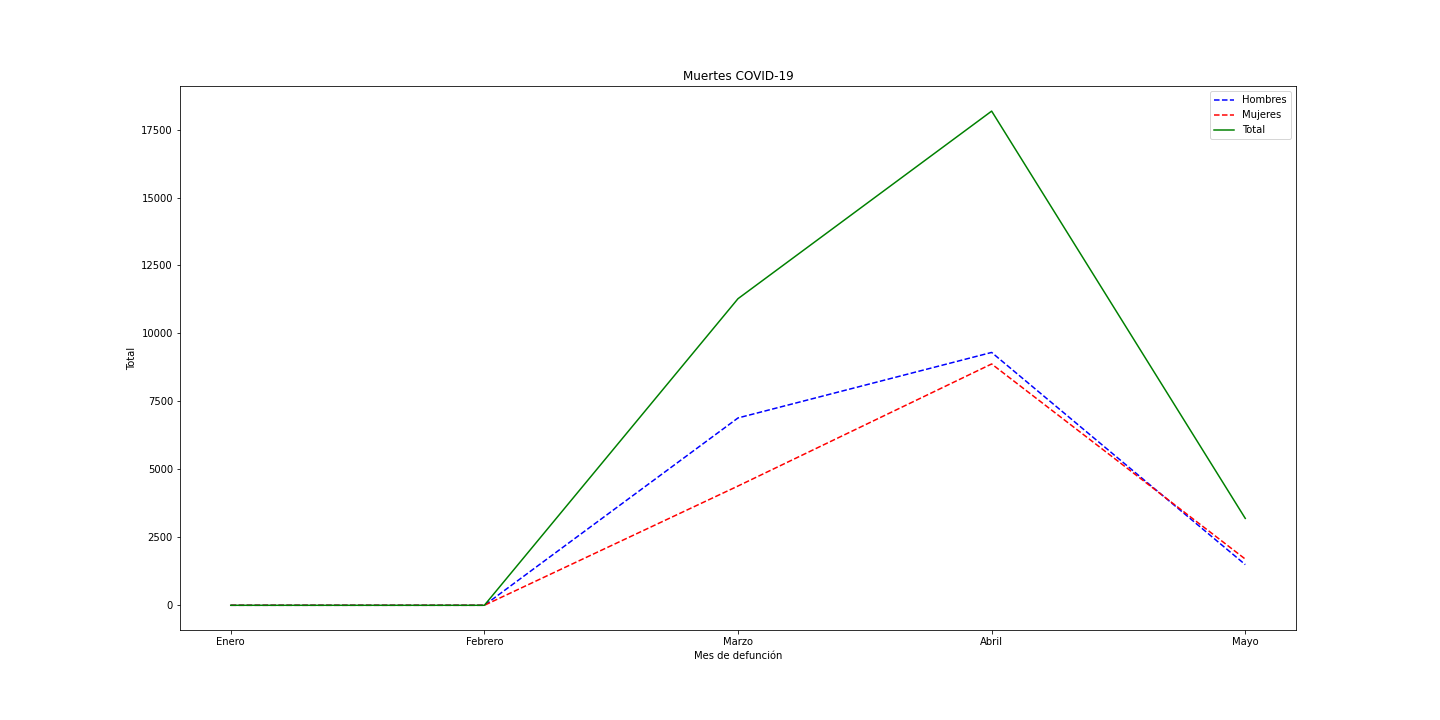 Muertes COVID-19
Hombres
Mujeres
Total
17500
15000
12500
10000
7500
5000
2500
0
Total
Enero Febrero Marzo Abril Mayo
Mes de defunción